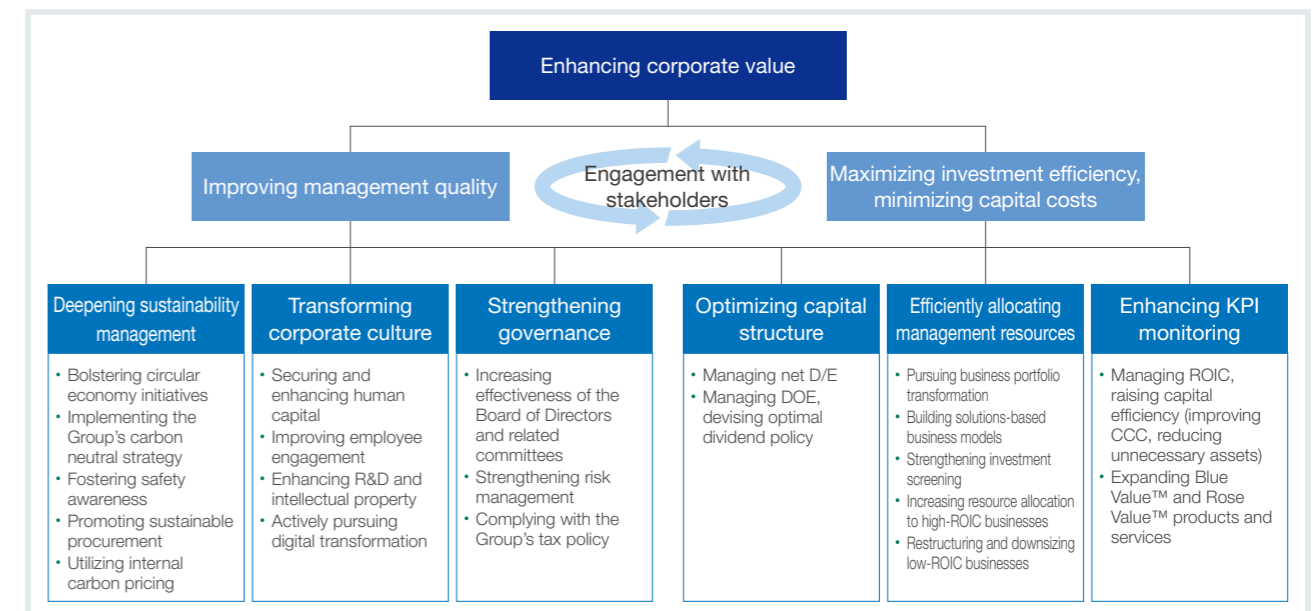 Enhancing corporate value
Improving management quality
Engagement with
stakeholders
Maximizing investment efficiency,
minimizing capital costs
Deepening sustainability
management
• Bolstering circular
economy initiatives
• Implementing the
Group’s carbon
neutral strategy
• Fostering safety
awareness
• Promoting sustainable
procurement
• Utilizing internal
carbon pricing
Transforming
corporate culture
• Securing and
enhancing human
capital
• Improving employee
engagement
• Enhancing R&D and
intellectual property
• Actively pursuing
digital transformation
Strengthening
governance
• Increasing
effectiveness of the
Board of Directors
and related
committees
• Strengthening risk
management
• Complying with the
Group’s tax policy
Optimizing capital
structure
• Managing net D/E
• Managing DOE,
devising optimal
dividend policy
Efficiently allocating
management resources
• Pursuing business portfolio
transformation
• Building solutions-based
business models
• Strengthening investment
screening
• Increasing resource allocation
to high-ROIC businesses
• Restructuring and downsizing
low-ROIC businesses
Enhancing KPI
monitoring
• Managing ROIC,
raising capital
efficiency (improving
CCC, reducing
unnecessary assets)
• Expanding Blue
Value™ and Rose
Value™ products and
services